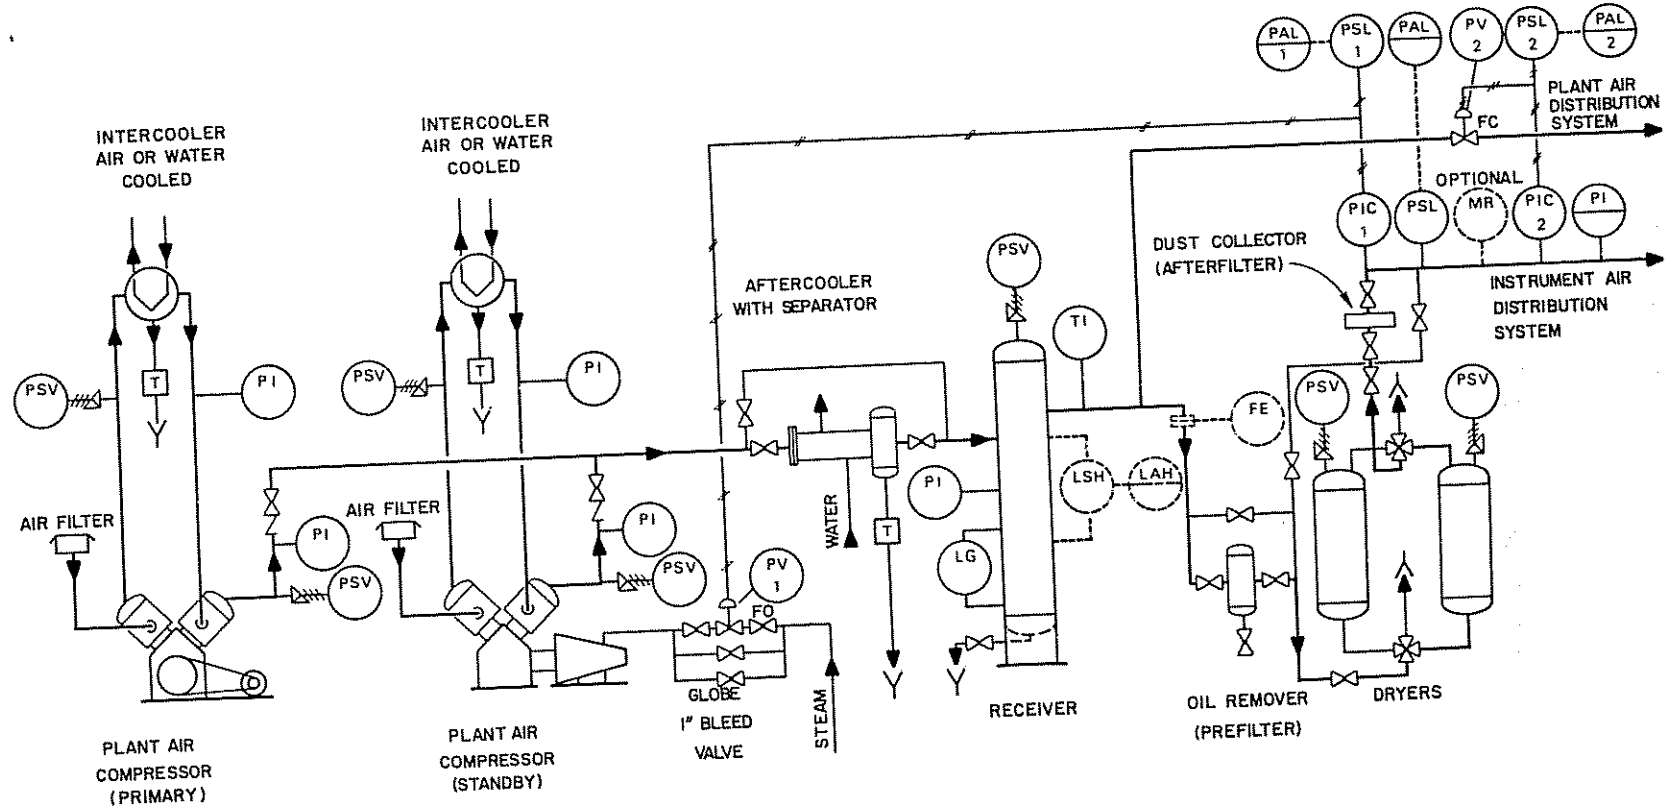 PAL
1
PSL
1
PAL
PV
2
PSL
2
PAL
2
PLANT AIR
DISTRIBUTION
SYSTEM
FC
INTERCOOLER
AIR OR WATER
COOLED
INTERCOOLER
AIR OR WATER
COOLED
OPTIONAL
PIC
1
PSL
MR
PIC
2
PI
DUST COLLECTOR
(AFTERFILTER)
INSTRUMENT AIR
DISTRIBUTION
SYSTEM
AFTERCOOLER
WITH SEPARATOR
PSV
TI
PSV
T
PI
PSV
T
PI
FE
PSV
PSV
PI
LSH
LAH
WATER
T
LG
AIR FILTER
PI
PSV
AIR FILTER
PI
PSV
PV
1
FO
GLOBE
1" BLEED
VALVE
STEAM
RECEIVER
OIL REMOVER
(PREFILTER)
DRYERS
PLANT AIR
COMPRESSOR
(PRIMARY)
PLANT AIR
COMPRESSOR
(STANDBY)